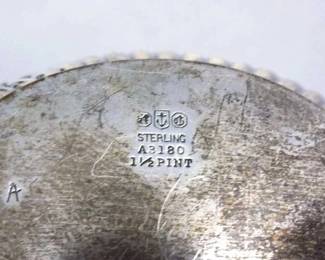 STERLING
A3180
1½ PINT
A